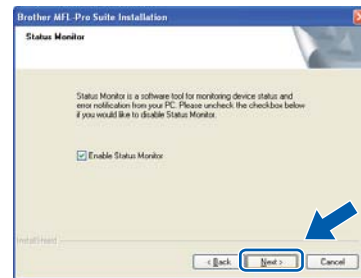 Brother MFL-Pro Suite Installation
Status Monitor
Status Monitor is a software tool for monitoring device status and
error notification from your PC. Please uncheck the checkbox below
if you would like to disable Status Monitor.
Enable Status Monitor
InstallShield
< Back
Next >
Cancel